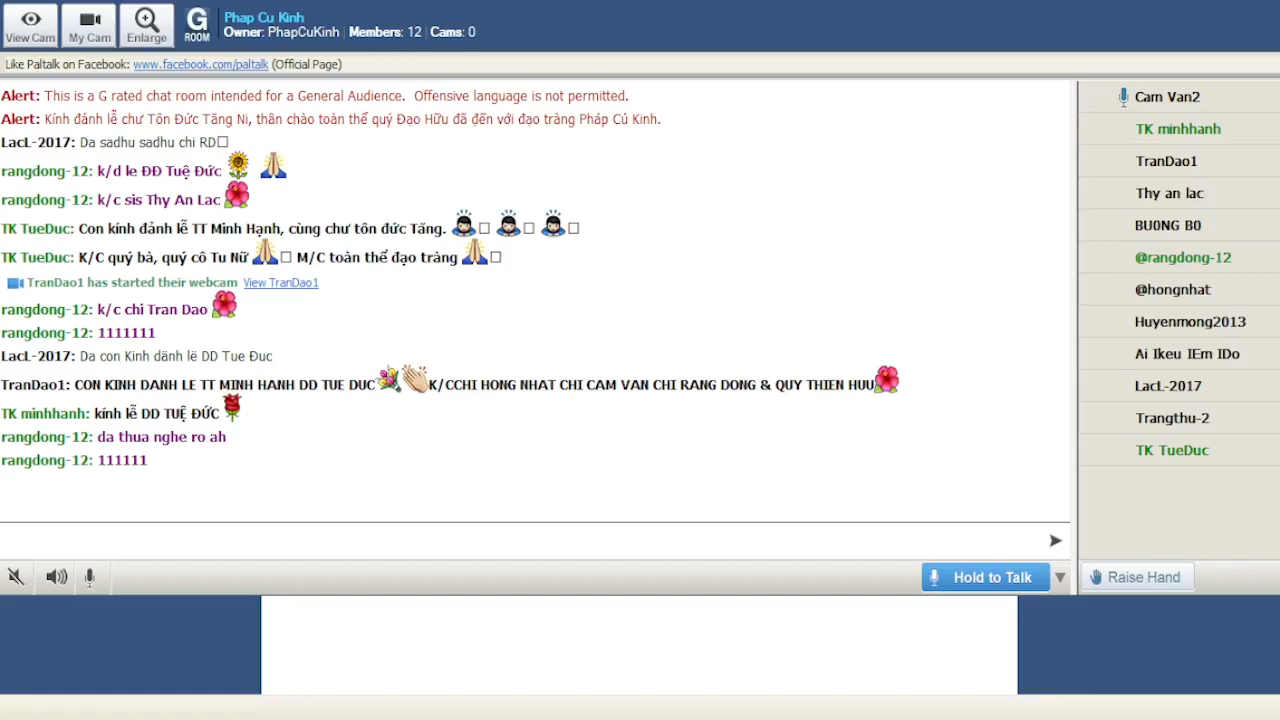 View Cam
My Cam
Enlarge
G
ROOM
Phap Cu Kinh
Owner: PhapCuKinh | Members: 12 | Cams: 0
Like Paltalk on Facebook: www.facebook.com/paltalk (Official Page)
Alert: This is a G rated chat room intended for a General Audience.  Offensive language is not permitted.
Alert: Kính đảnh lễ chư Tôn Đức Tăng Ni, thân chào toàn thể quý Đạo Hữu đã đến với đạo tràng Pháp Cú Kinh.
LacL-2017: Da sadhu sadhu chi RD
rangdong-12: k/d le ĐĐ Tuệ Đức
rangdong-12: k/c sis Thy An Lac
TK TueDuc: Con kính đảnh lễ TT Minh Hạnh, cùng chư tôn đức Tăng.
TK TueDuc: K/C quý bà, quý cô Tu Nữ M/C toàn thể đạo tràng
TranDao1 has started their webcam View TranDao1
rangdong-12: k/c chi Tran Dao
rangdong-12: 1111111
LacL-2017: Da con Kinh dänh lë DD Tue Đuc
TranDao1: CON KINH DANH LE TT MINH HANH DD TUE DUC K/CCHI HONG NHAT CHI CAM VAN CHI RANG DONG & QUY THIEN HUU
TK minhhanh: kính lễ DD TUỆ ĐỨC
rangdong-12: da thua nghe ro ah
rangdong-12: 111111
Cam Van2
TK minhhanh
TranDao1
Thy an lac
BU0NG B0
@rangdong-12
@hongnhat
Huyenmong2013
Ai Ikeu IEm IDo
LacL-2017
Trangthu-2
TK TueDuc
Hold to Talk
Raise Hand